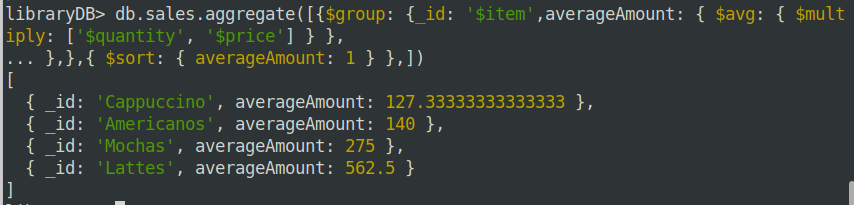 libraryDB> db.sales.aggregate([{$group: {_id: '$item',averageAmount: { $avg: { $mult
iply: ['$quantity', '$price'] } },
... },},{ $sort: { averageAmount: 1 } },])
[
  { _id: 'Cappuccino', averageAmount: 127.33333333333333 },
  { _id: 'Americanos', averageAmount: 140 },
  { _id: 'Mochas', averageAmount: 275 },
  { _id: 'Lattes', averageAmount: 562.5 }
]